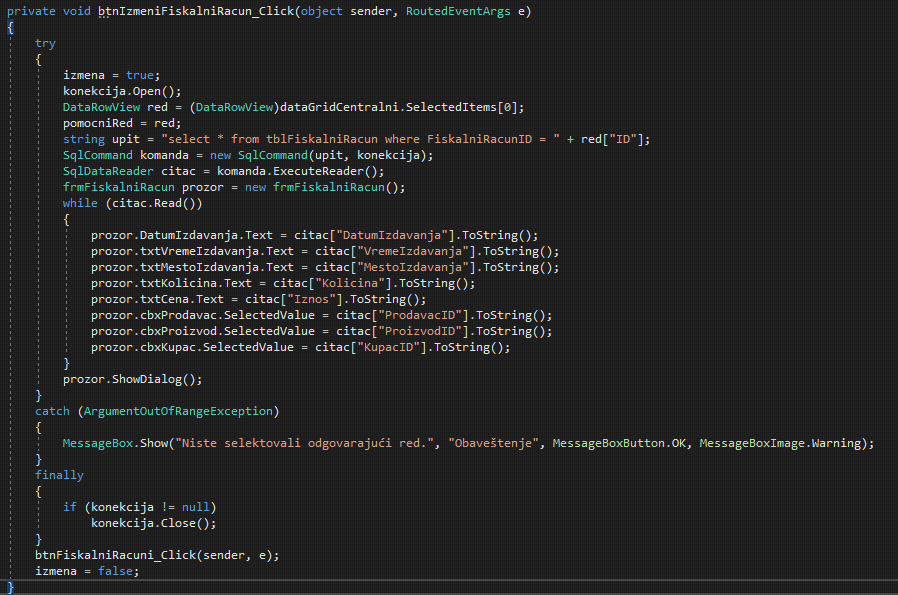 private void btnIzmeniFiskalniRacun_Click(object sender, RoutedEventArgs e)
{
try
{
izmena = true;
konekcija.Open();
DataRowView red = (DataRowView)dataGridCentralni.SelectedItems[0];
pomocniRed = red;
string upit = "select * from tblFiskalniRacun where FiskalniRacunID = " + red["ID"];
SqlCommand komanda = new SqlCommand(upit, konekcija);
SqlDataReader citac = komanda.ExecuteReader();
frmFiskalniRacun prozor = new frmFiskalniRacun();
while (citac.Read())
{
prozor.DatumIzdavanja.Text = citac["DatumIzdavanja"].ToString();
prozor.txtVremeIzdavanja.Text = citac["VremeIzdavanja"].ToString();
prozor.txtMestoIzdavanja.Text = citac["MestoIzdavanja"].ToString();
prozor.txtKolicina.Text = citac["Kolicina"].ToString();
prozor.txtCena.Text = citac["Iznos"].ToString();
prozor.cbxProdavac.SelectedValue = citac["ProdavacID"].ToString();
prozor.cbxProizvod.SelectedValue = citac["ProizvodID"].ToString();
prozor.cbxKupac.SelectedValue = citac["KupacID"].ToString();
}
prozor.ShowDialog();
}
catch (ArgumentOutOfRangeException)
{
MessageBox.Show("Niste selektovali odgovarajući red.", "Obaveštenje", MessageBoxButton.OK, MessageBoxImage.Warning);
}
finally
{
if (konekcija != null)
konekcija.Close();
}
btnFiskalniRacuni_Click(sender, e);
izmena = false;
}